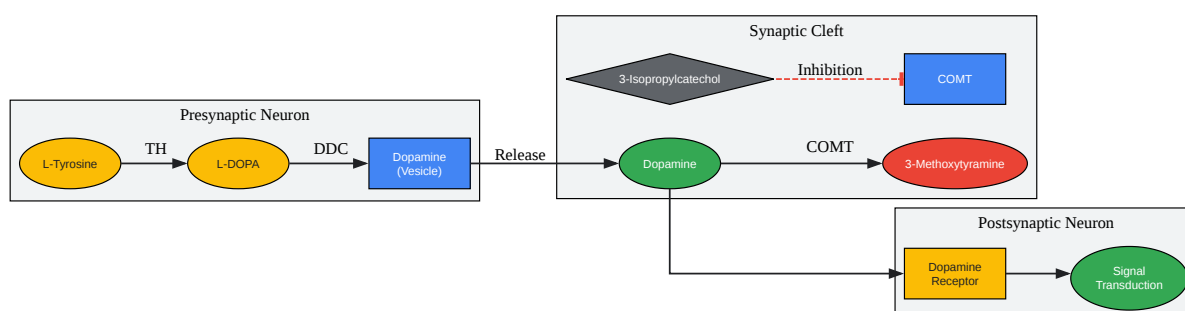 Synaptic Cleft
3-Isopropylcatechol
Inhibition
COMT
Presynaptic Neuron
L-Tyrosine
TH
L-DOPA
DDC
Dopamine
(Vesicle)
Release
Dopamine
COMT
3-Methoxytyramine
Postsynaptic Neuron
Dopamine
Receptor
Signal
Transduction